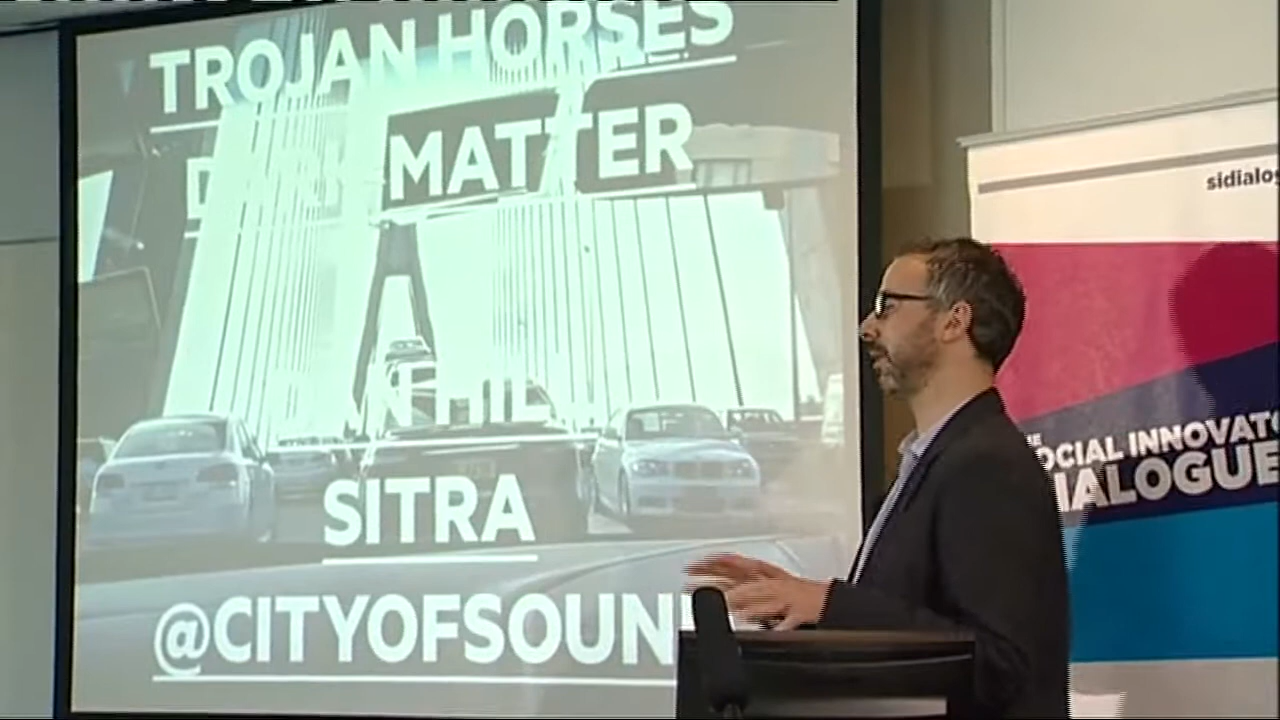 TROJAN HORSES
MATTER
SITRA
@CITYOFSOUN
sidialog
OCIAL INNOVATO
IALOGUE